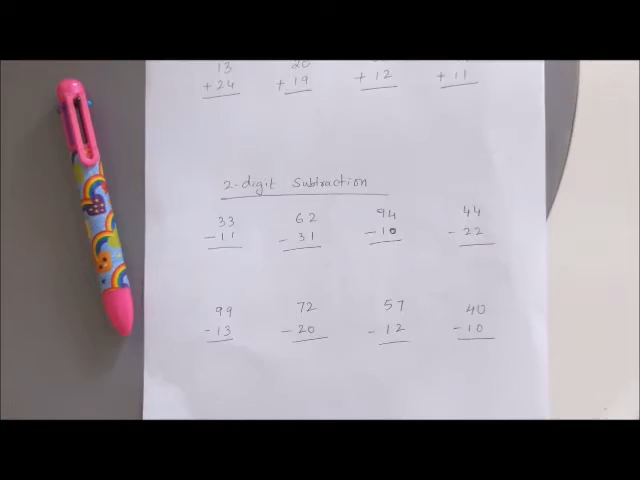 13 20
+ 24 + 19 + 12 + 11
2-digit Subtraction
33 62 94 44
- 11 - 31 - 10 - 22
99 72 57 40
- 13 - 20 - 12 - 10